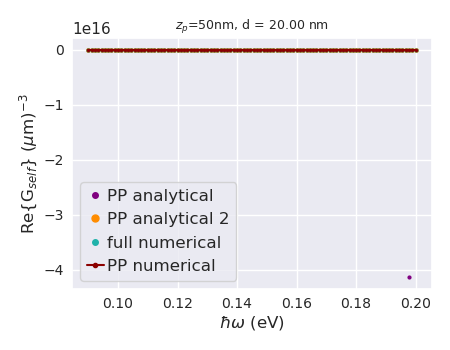 z_p=50nm, d = 20.00 nm
1e16
0
−1
−2
−3
−4
Re{G_self} (μm)^−3
PP analytical
PP analytical 2
full numerical
PP numerical
0.10 0.12 0.14 0.16 0.18 0.20
ħω (eV)